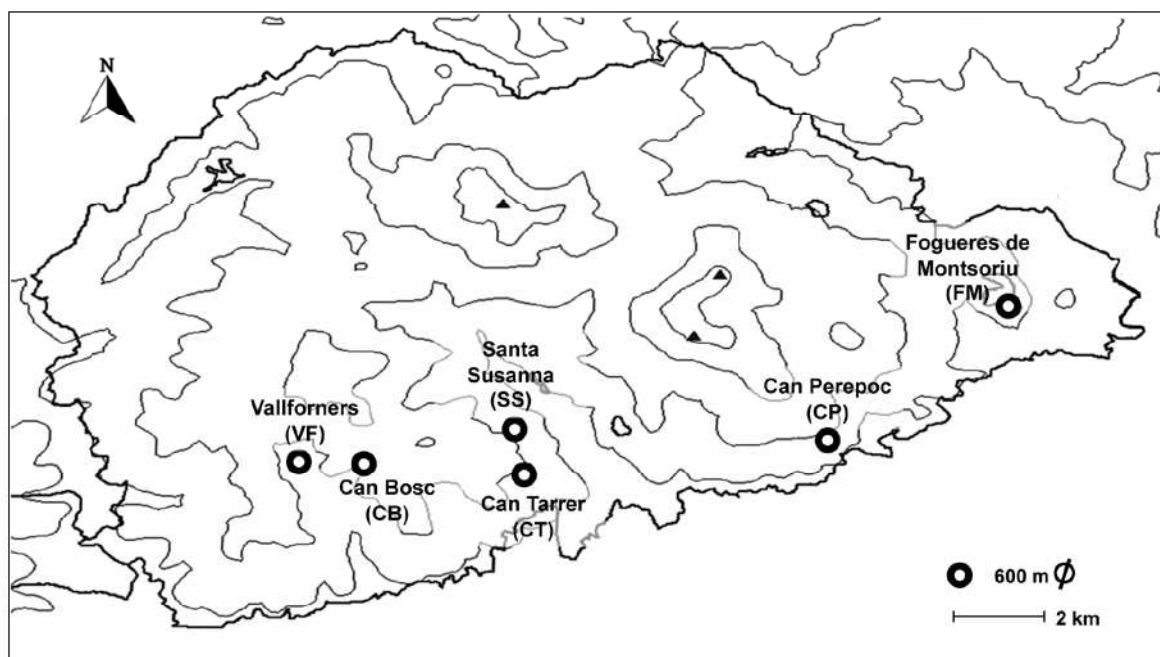 N
Fogueres de
Montsoriu
(FM)
Santa
Susanna
(SS)
Can Perepoc
(CP)
Vallforners
(VF)
Can Bosc
(CB)
Can Tarrer
(CT)
600 m ϕ
2 km